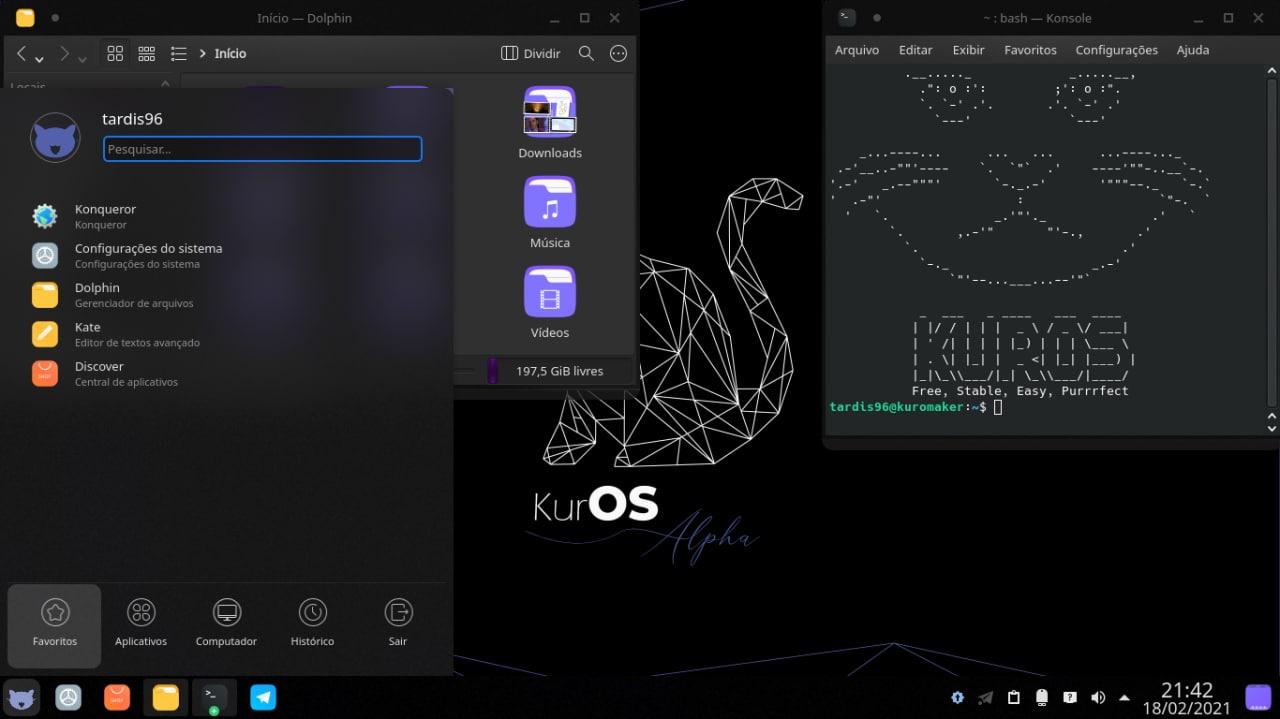 Início — Dolphin
Dividir
Início
Locais
tardis96
Pesquisar...
Konqueror
Konqueror
Configurações do sistema
Configurações do sistema
Dolphin
Gerenciador de arquivos
Kate
Editor de textos avançado
Discover
Central de aplicativos
Favoritos
Aplicativos
Computador
Histórico
Sair
Downloads
Música
Vídeos
197,5 GiB livres
KurOS
Alpha
~ : bash — Konsole
Arquivo Editar Exibir Favoritos Configurações Ajuda
KUROS
Free, Stable, Easy, Purrrfect
tardis96@kuromaker:~$
21:42
18/02/2021